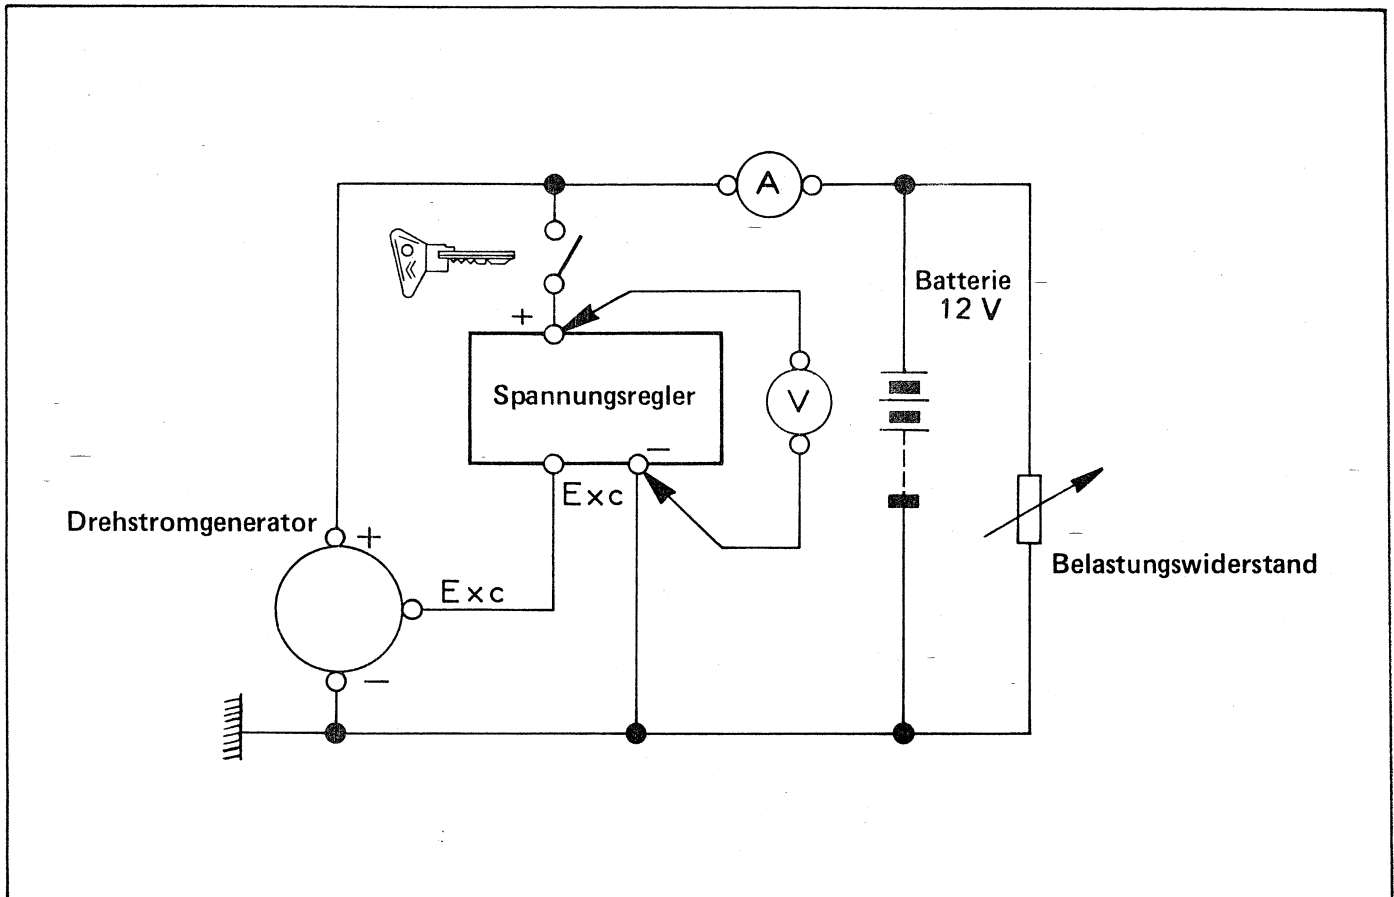 A
Batterie
12 V
+
Spannungsregler
V
−
Exc
Drehstromgenerator
+
Exc
Belastungswiderstand
−